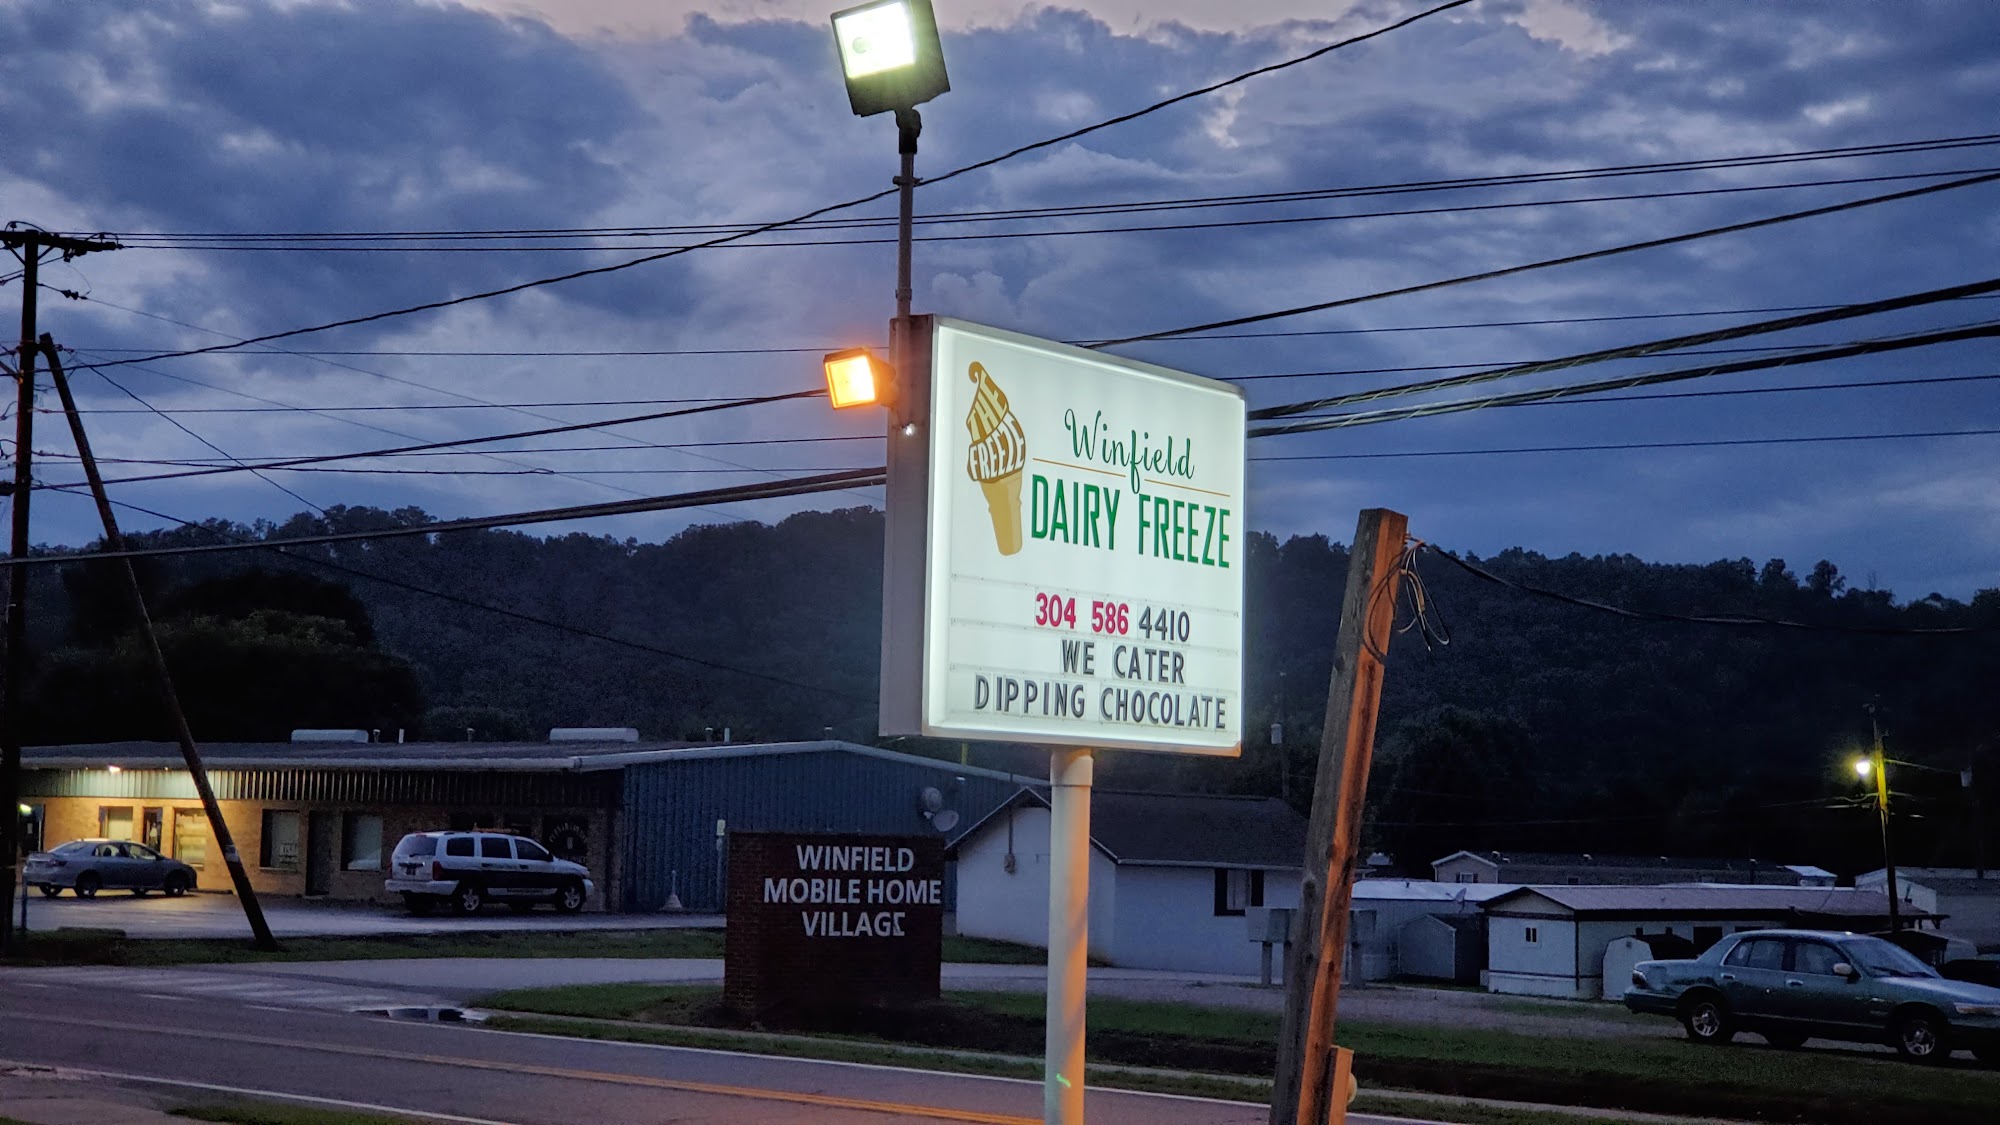 THE
FREEZE
Winfield
DAIRY FREEZE
304 586 4410
WE CATER
DIPPING CHOCOLATE
WINFIELD
MOBILE HOME
VILLAGE